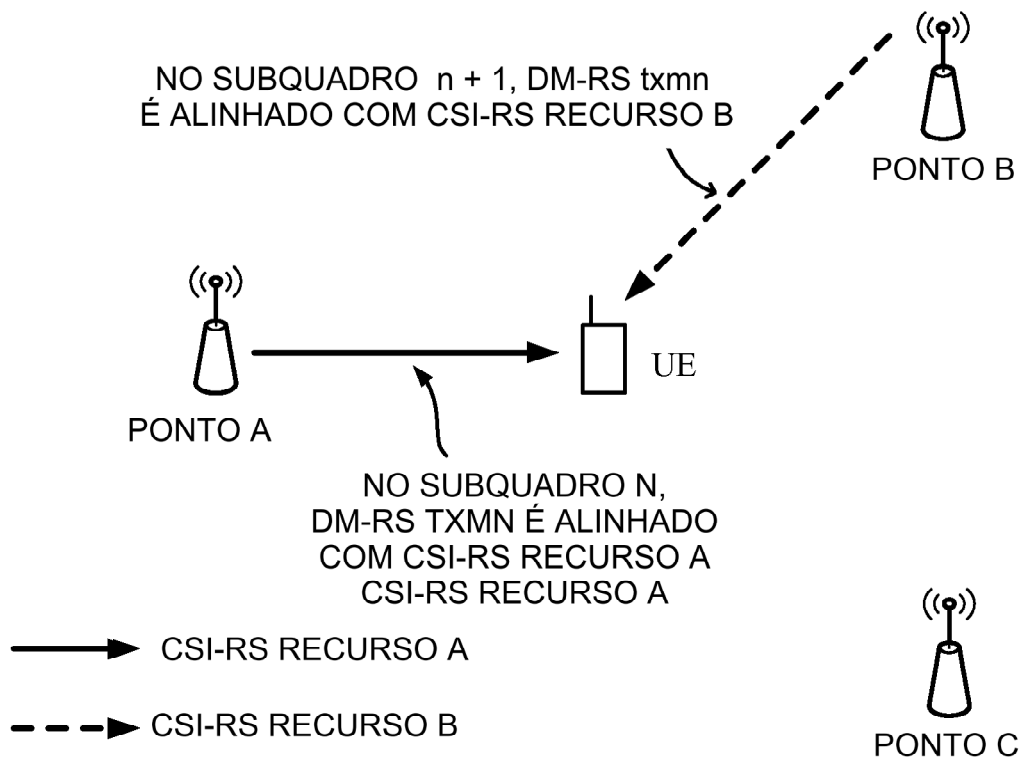 NO SUBQUADRO n + 1, DM-RS txmn
É ALINHADO COM CSI-RS RECURSO B
PONTO B
UE
PONTO A
NO SUBQUADRO N,
DM-RS TXMN É ALINHADO
COM CSI-RS RECURSO A
CSI-RS RECURSO A
CSI-RS RECURSO A
CSI-RS RECURSO B
PONTO C